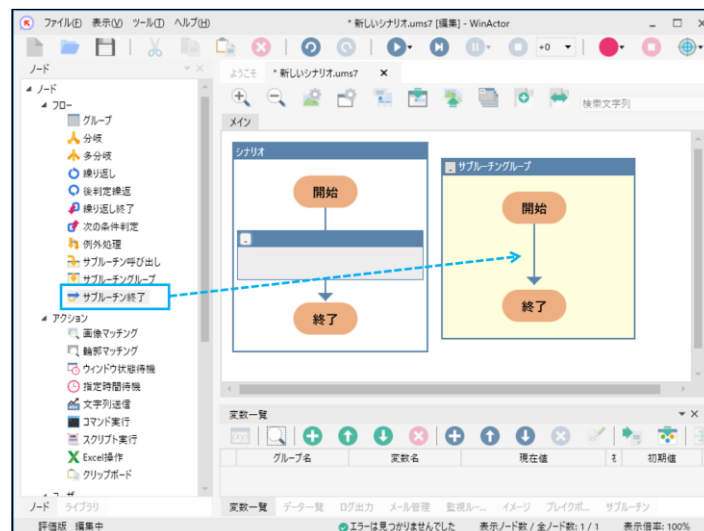 ファイル(F) 表示(V) ツール(T) ヘルプ(H)
* 新しいシナリオ.ums7 [編集] - WinActor
+0
ノード
ノード
フロー
グループ
分岐
多分岐
繰り返し
後判定繰返
繰り返し終了
次の条件判定
例外処理
サブルーチン呼び出し
サブルーチングループ
サブルーチン終了
アクション
画像マッチング
輪郭マッチング
ウィンドウ状態待機
指定時間待機
文字列送信
コマンド実行
スクリプト実行
Excel操作
クリップボード
ノード ライブラリ
ようこそ * 新しいシナリオ.ums7
検索文字列
メイン
シナリオ
開始
終了
サブルーチングループ
開始
終了
変数一覧
グループ名 変数名 現在値 初期値
変数一覧 データ一覧 ログ出力 メール管理 監視ルー... イメージ ブレイクポ... サブルーチン
評価版 編集中 エラーは見つかりませんでした 表示ノード数 / 全ノード数: 1 / 1 表示倍率: 100%